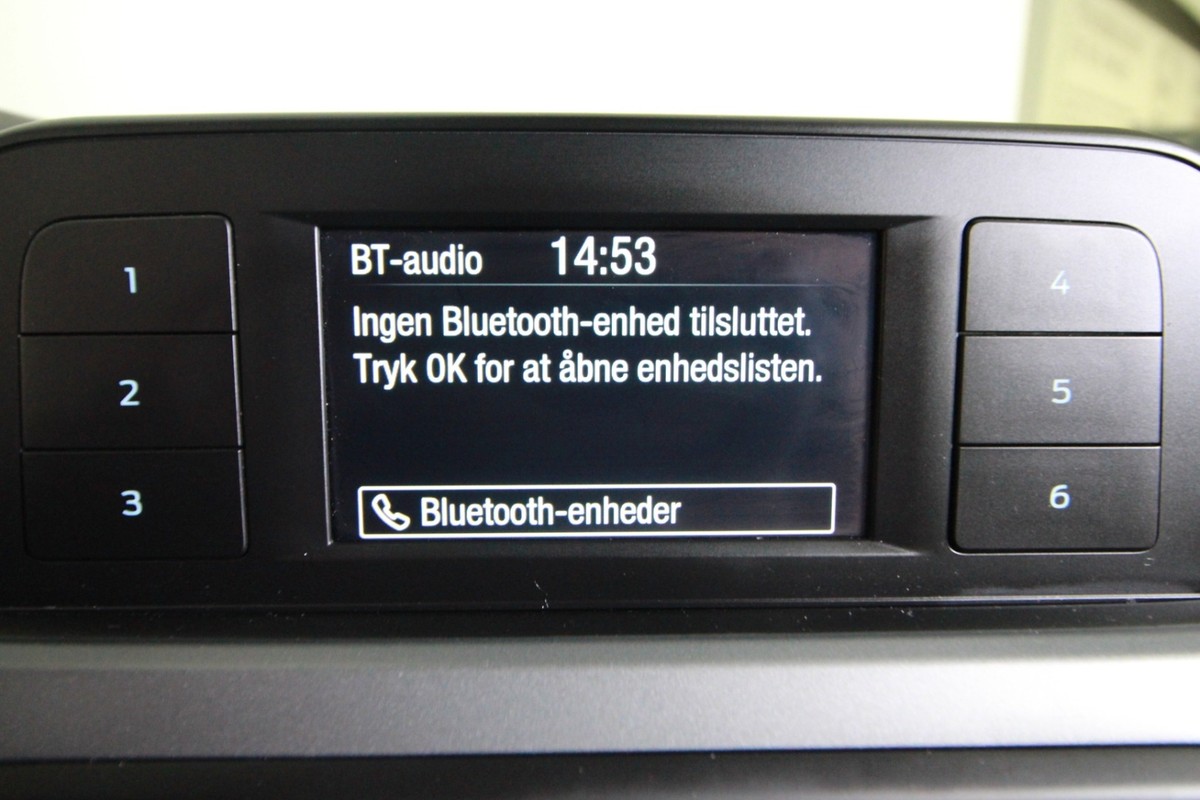 BT-audio 14:53
Ingen Bluetooth-enhed tilsluttet.
Tryk OK for at åbne enhedslisten.
Bluetooth-enheder
1
2
3
4
5
6